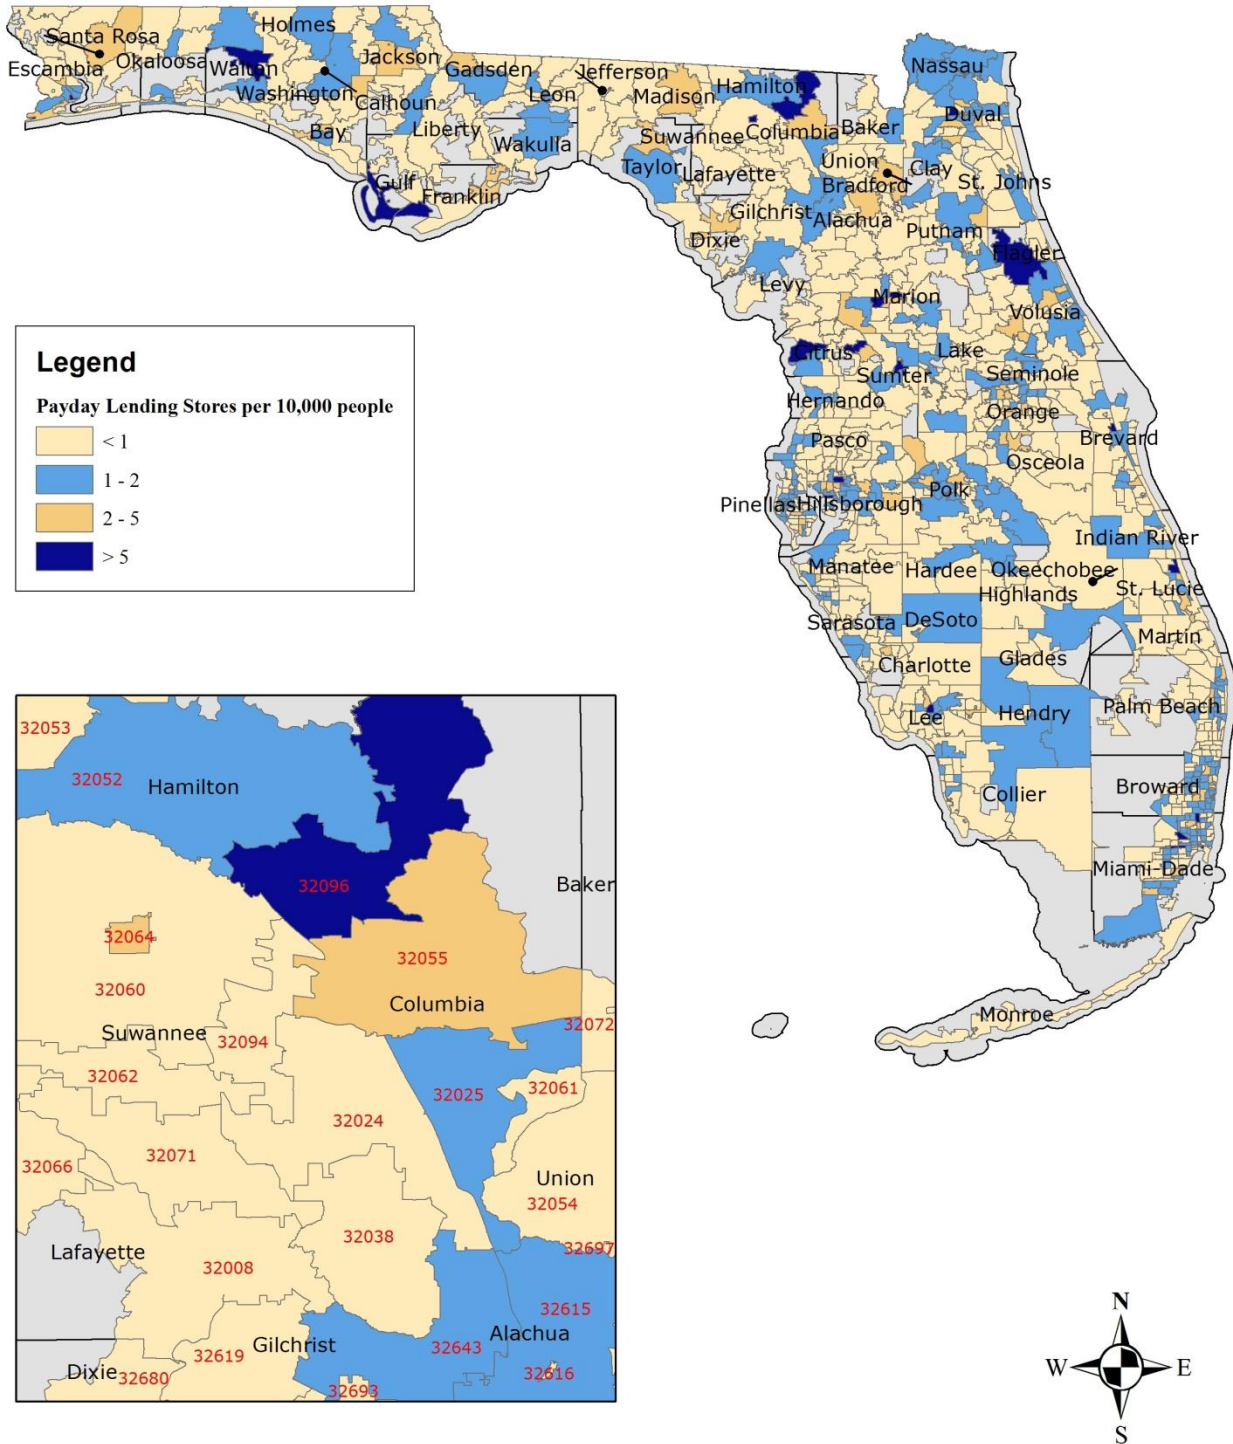 Holmes
Santa Rosa
Okaloosa
Jackson
Escambia
Walton
Gadsden
Jefferson
Nassau
Washington
Calhoun
Leon
Madison
Hamilton
Bay
Liberty
Wakulla
Suwannee
Columbia
Baker
Duval
Taylor
Lafayette
Union
Clay
Gulf
Franklin
Bradford
St. Johns
Gilchrist
Alachua
Putnam
Dixie
Flagler
Levy
Marion
Volusia
Citrus
Lake
Sumter
Seminole
Hernando
Orange
Pasco
Brevard
Osceola
Polk
Pinellas
Hillsborough
Indian River
Manatee
Hardee
Okeechobee
Highlands
St. Lucie
Sarasota
DeSoto
Martin
Charlotte
Glades
Lee
Hendry
Palm Beach
Collier
Broward
Miami-Dade
Monroe
Legend
Payday Lending Stores per 10,000 people
< 1
1 - 2
2 - 5
> 5
32053
32052
Hamilton
32096
Baker
32064
32055
32060
Columbia
Suwannee
32094
32072
32062
32025
32061
32024
32071
32066
Union
32054
32038
Lafayette
32697
32008
32615
Alachua
Gilchrist
32643
32619
Dixie
32680
32616
32693
N
W
E
S